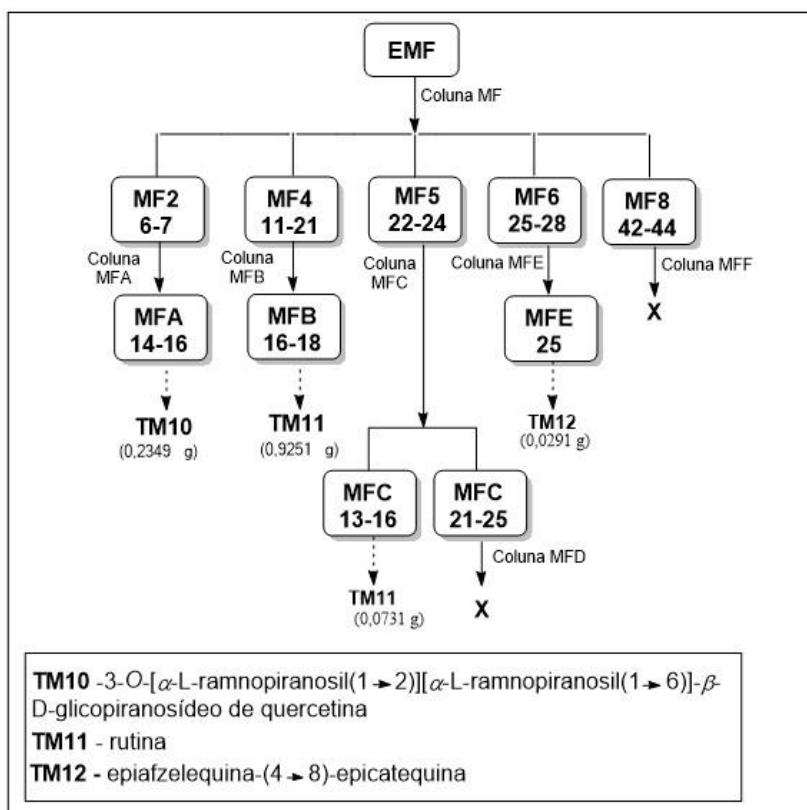 EMF
Coluna MF
MF2
6-7
MF4
11-21
MF5
22-24
MF6
25-28
MF8
42-44
Coluna
MFA
Coluna
MFB
Coluna
MFC
Coluna MFE
Coluna MFF
MFA
14-16
MFB
16-18
MFE
25
X
TM10
(0,2349 g)
TM11
(0,9251 g)
TM12
(0,0291 g)
MFC
13-16
MFC
21-25
Coluna MFD
TM11
(0,0731 g)
X
TM10 -3-O-[α-L-ramnopiranosil(1→2)][α-L-ramnopiranosil(1→6)]-β-
D-glicopiranosídeo de quercetina
TM11 - rutina
TM12 - epiafzelequina-(4→8)-epicatequina